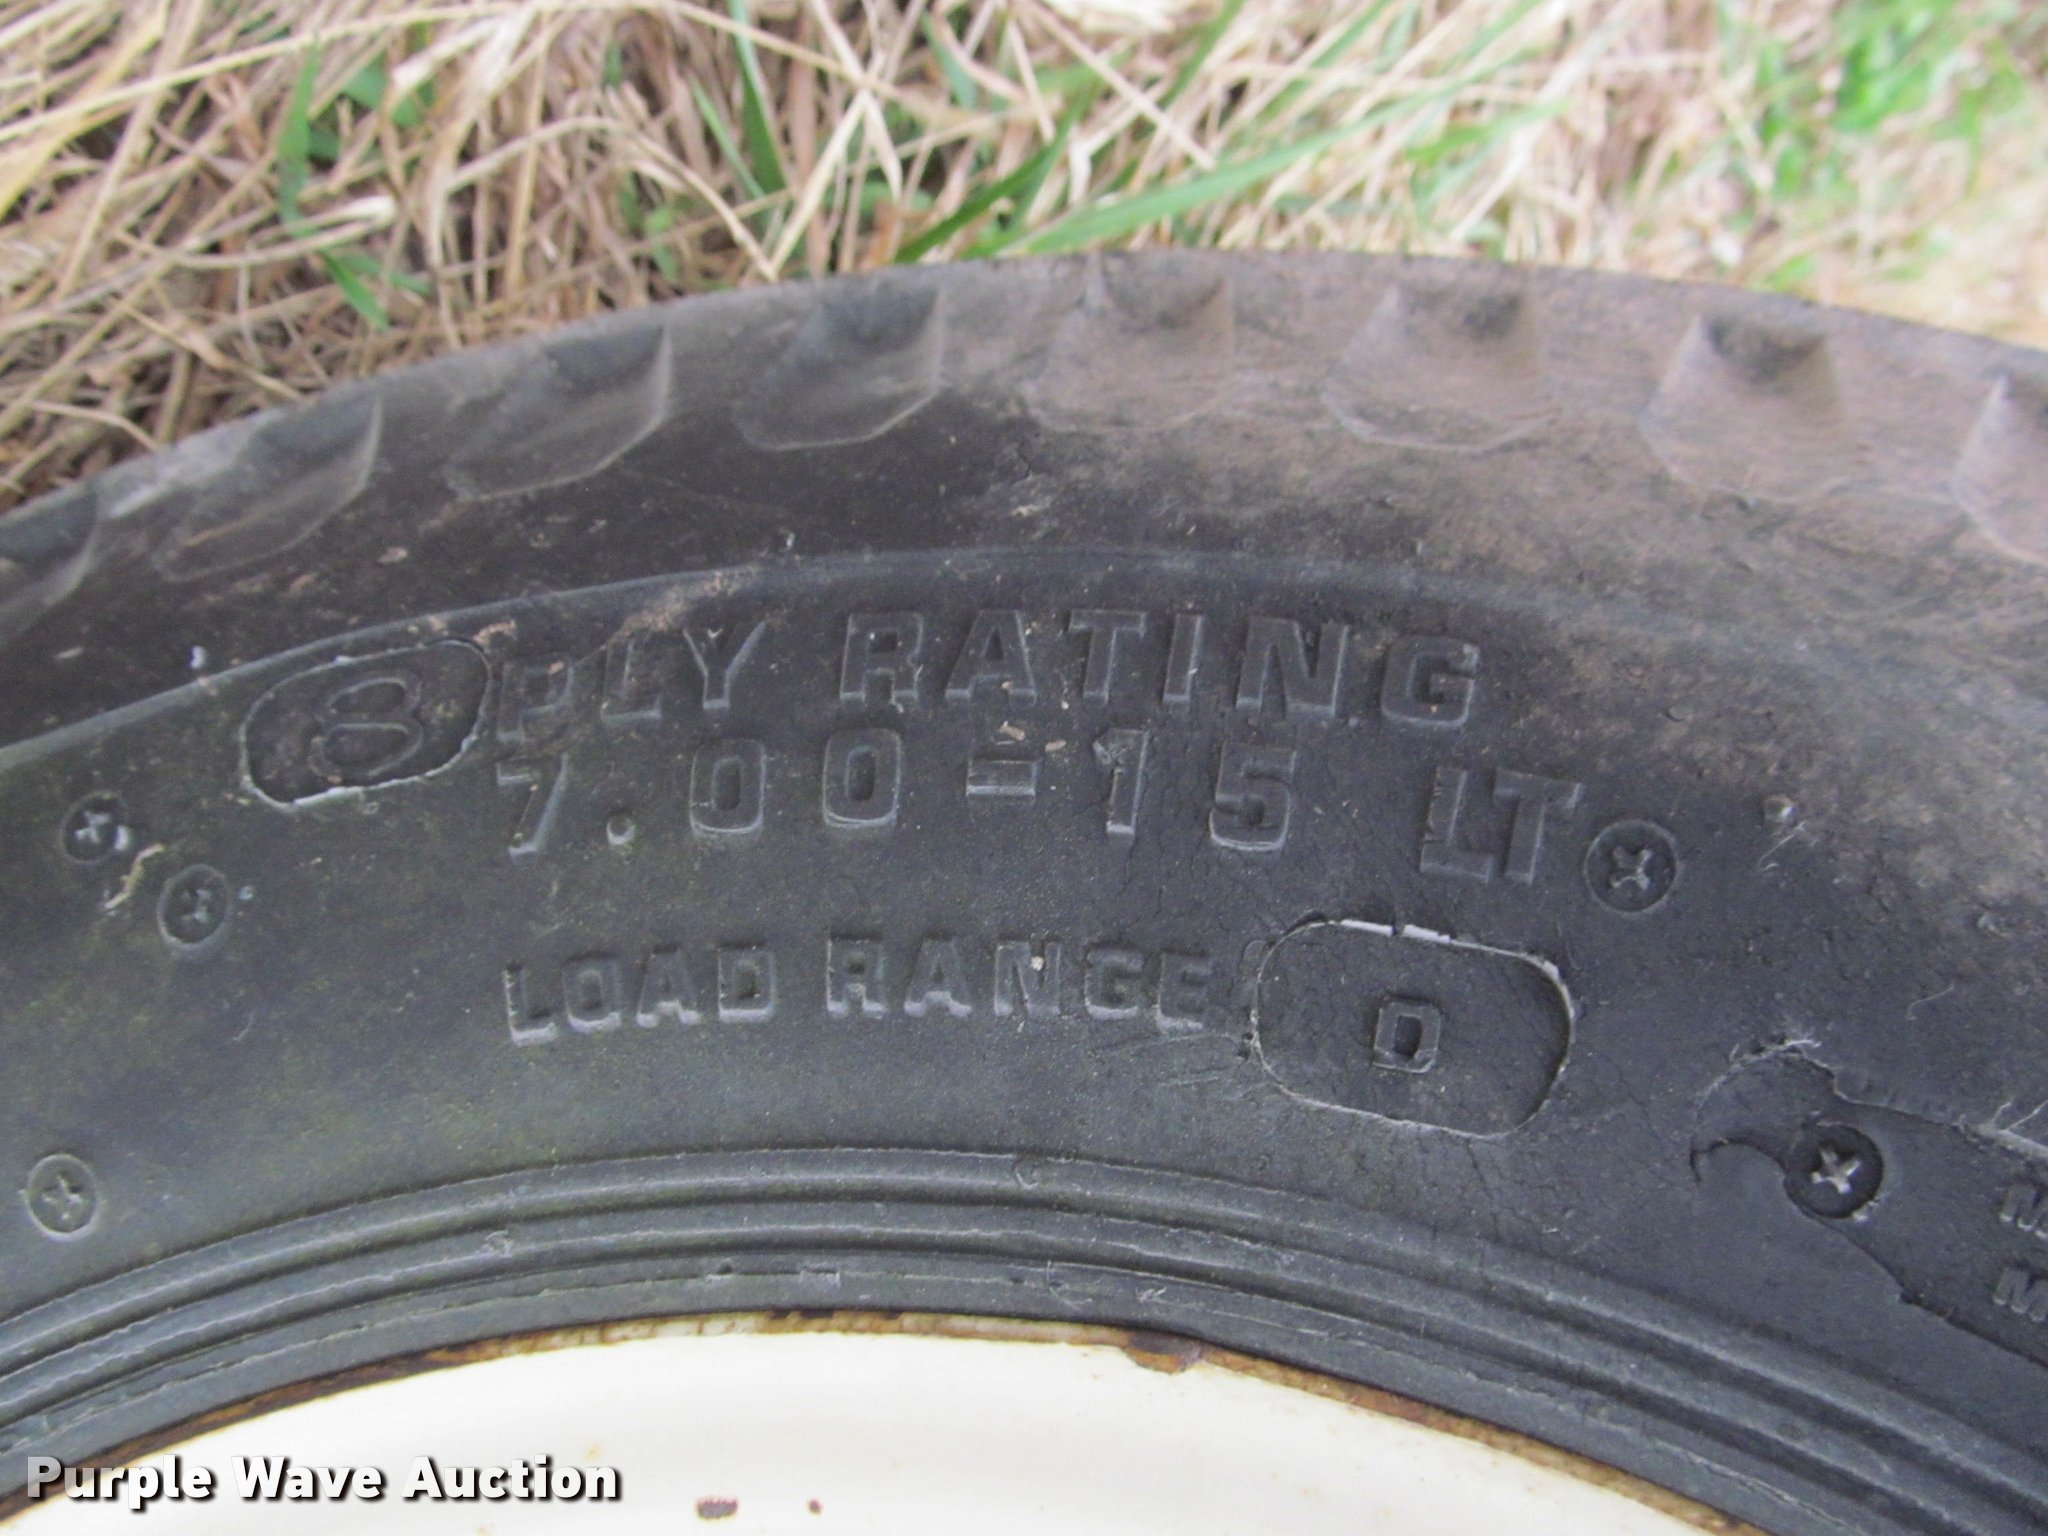 8 PLY RATING
7.00-15 LT
LOAD RANGE D
Purple Wave Auction